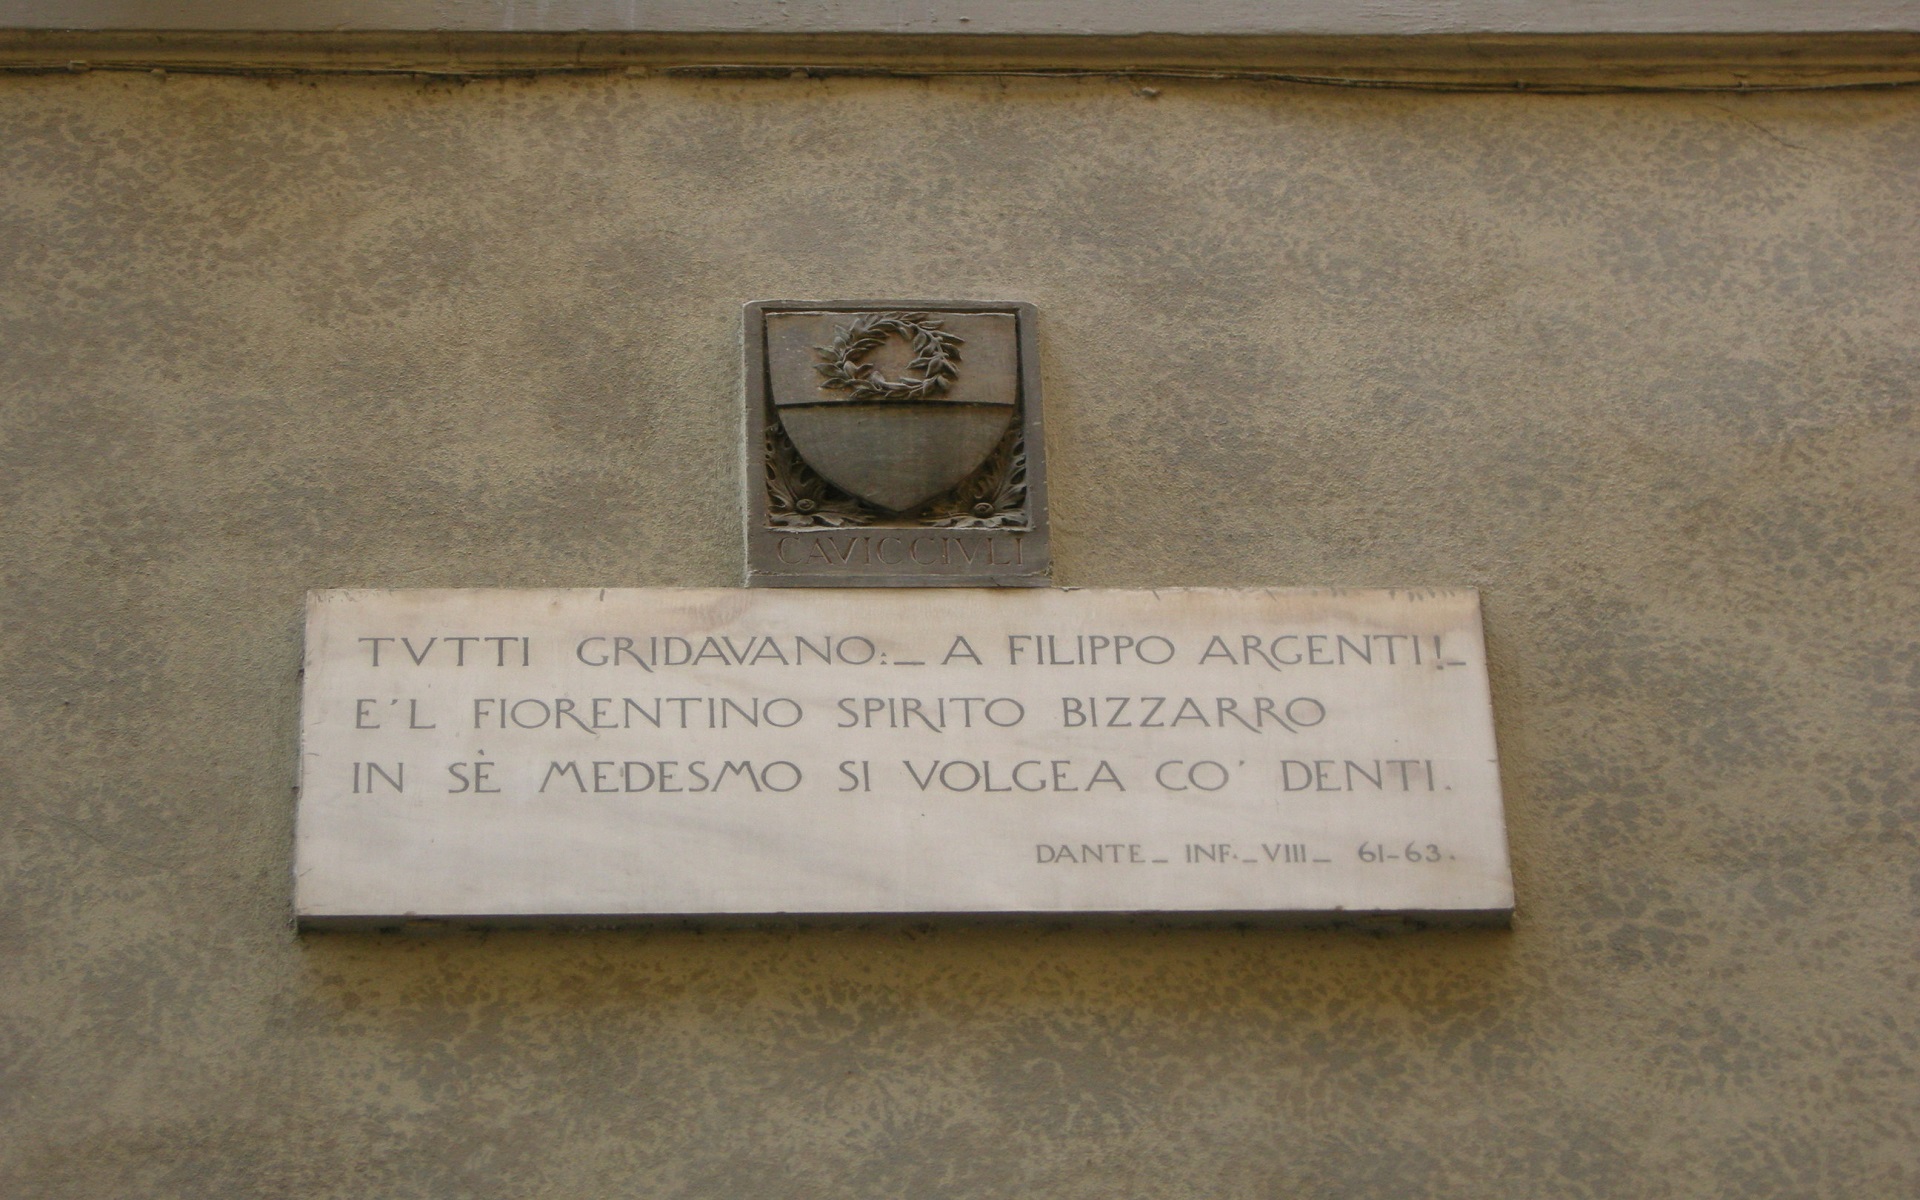 CAVICCIVLI
TVTTI GRIDAVANO:_ A FILIPPO ARGENTI!_
E'L FIORENTINO SPIRITO BIZZARRO
IN SÈ MEDESMO SI VOLGEA CO' DENTI.
DANTE_ INF._VIII_ 61-63.